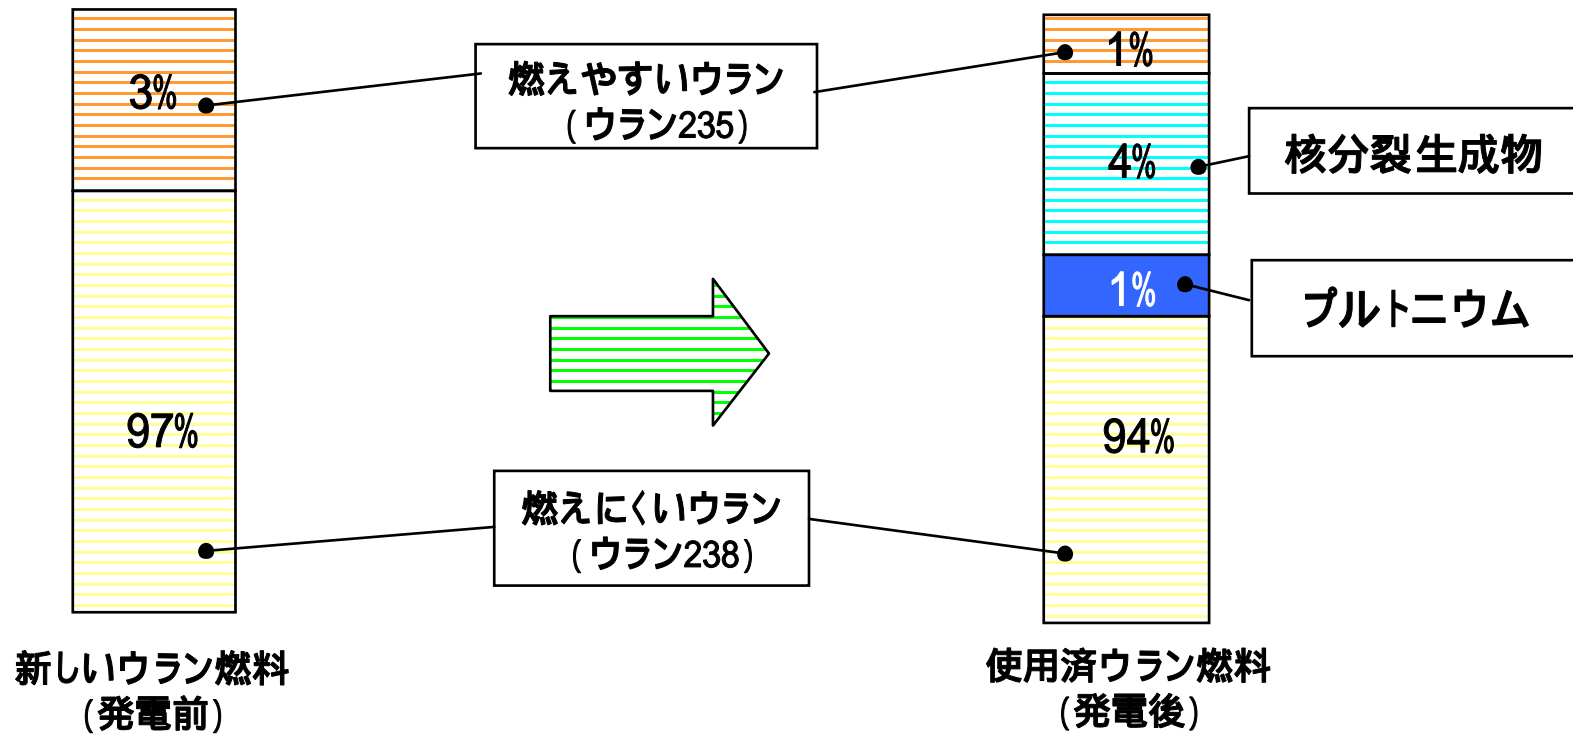 3%
97%
新しいウラン燃料
(発電前)
燃えやすいウラン
(ウラン235)
燃えにくいウラン
(ウラン238)
1%
4%
1%
94%
核分裂生成物
プルトニウム
使用済ウラン燃料
(発電後)